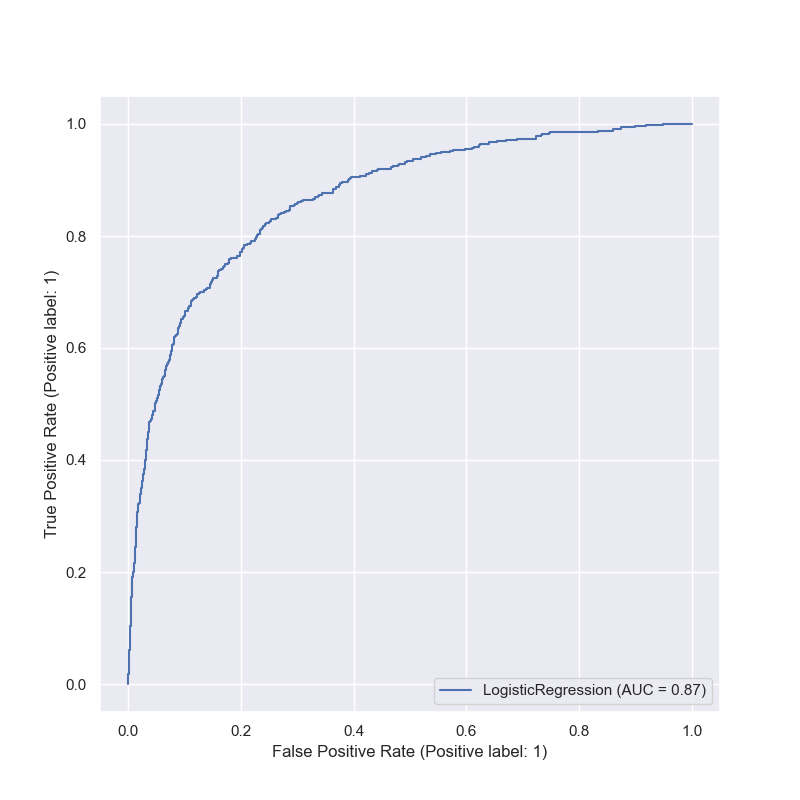 1.0
0.8
0.6
0.4
0.2
0.0
True Positive Rate (Positive label: 1)
LogisticRegression (AUC = 0.87)
0.0 0.2 0.4 0.6 0.8 1.0
False Positive Rate (Positive label: 1)